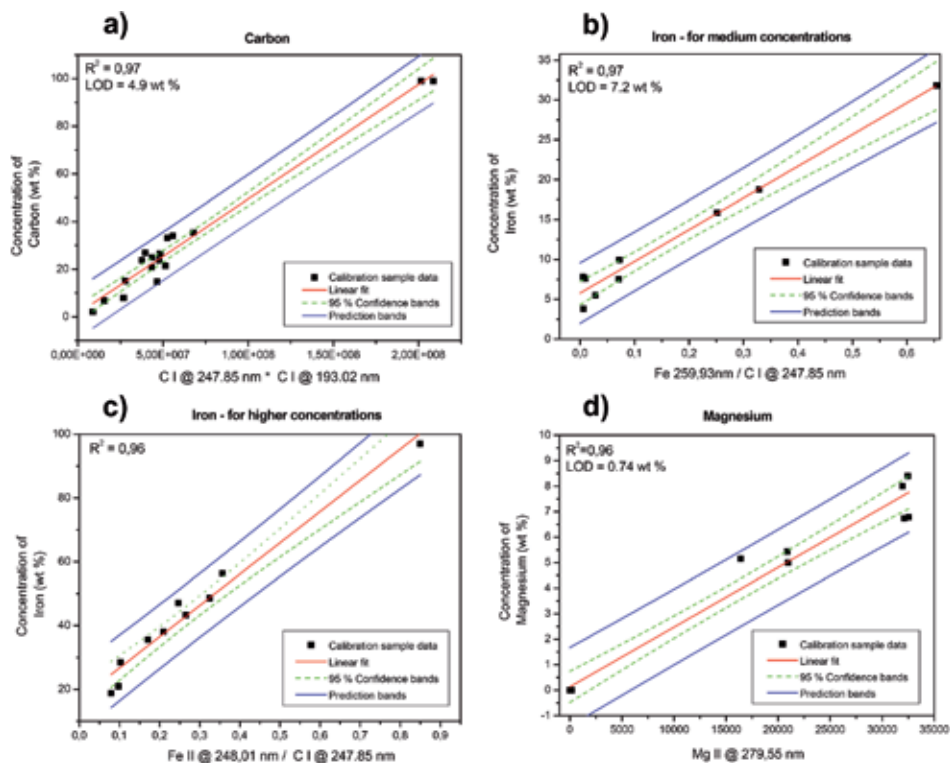 a)
Carbon
R² = 0,97
LOD = 4.9 wt %
Concentration of
Carbon (wt %)
100
80
60
40
20
0
Calibration sample data
Linear fit
95 % Confidence bands
Prediction bands
0,00E+000 5,00E+007 1,00E+008 1,50E+008 2,00E+008
C I @ 247.85 nm * C I @ 193.02 nm
b)
Iron - for medium concentrations
R² = 0,97
LOD = 7.2 wt %
Concentration of
Iron (wt %)
35
30
25
20
15
10
5
0
Calibration sample data
Linear fit
95 % Confidence bands
Prediction bands
0,0 0,1 0,2 0,3 0,4 0,5 0,6
Fe 259,93nm / C I @ 247.85 nm
c)
Iron - for higher concentrations
R² = 0,96
Concentration of
Iron (wt %)
100
80
60
40
20
Calibration sample data
Linear fit
95 % Confidence bands
Prediction bands
0,0 0,1 0,2 0,3 0,4 0,5 0,6 0,7 0,8 0,9
Fe II @ 248,01 nm / C I @ 247.85 nm
d)
Magnesium
R²=0,96
LOD = 0.74 wt %
Concentration of
Magnesium (wt %)
10
9
8
7
6
5
4
3
2
1
0
-1
Calibration sample data
Linear fit
95 % Confidence bands
Prediction bands
0 5000 10000 15000 20000 25000 30000 35000
Mg II @ 279,55 nm